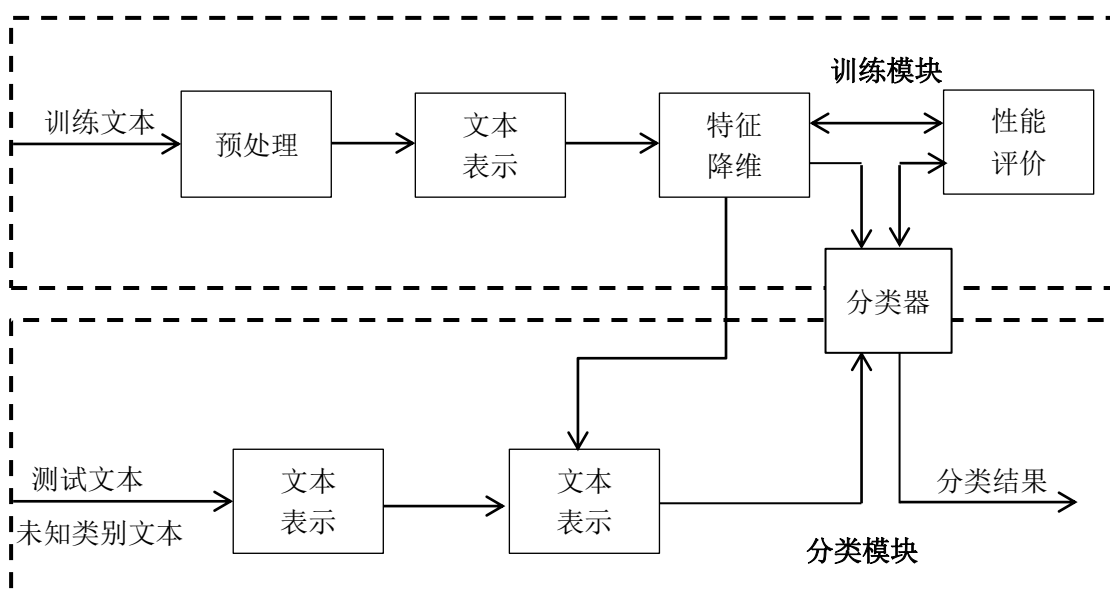 训练模块
训练文本
预处理
文本
表示
特征
降维
性能
评价
分类器
测试文本
未知类别文本
文本
表示
文本
表示
分类结果
分类模块